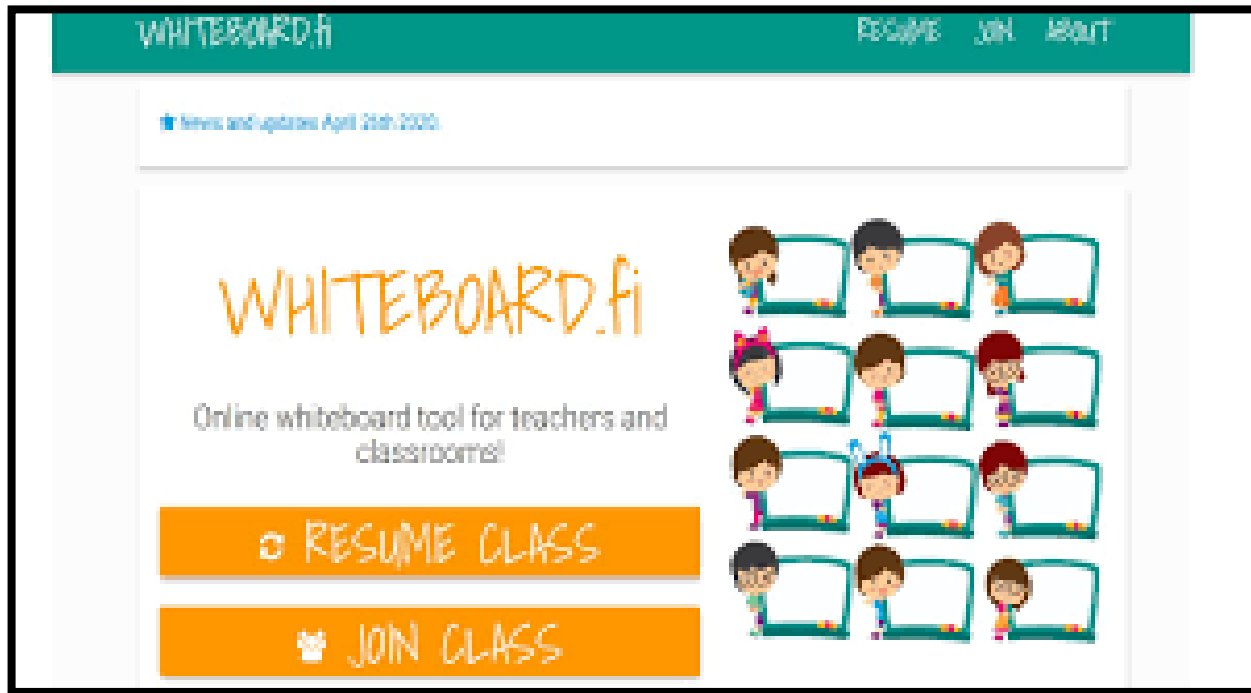 WHITEBOARD.fi
RESUME JOIN ABOUT
News and updates April 26th 2020.
WHITEBOARD.fi
Online whiteboard tool for teachers and
classrooms!
RESUME CLASS
JOIN CLASS